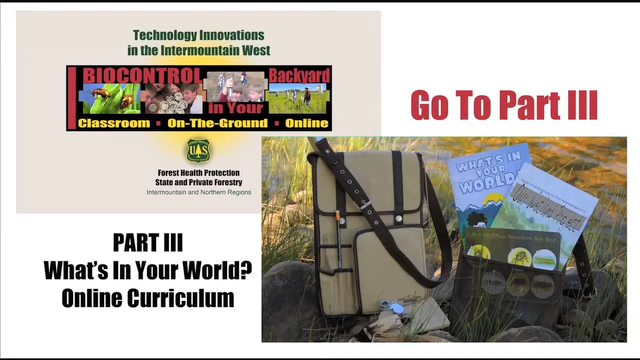 Technology Innovations
in the Intermountain West
BIOCONTROL
Backyard
In Your
Classroom ▪ On-The-Ground ▪ Online
UAS
Forest Health Protection
State and Private Forestry
Intermountain and Northern Regions
Go To Part III
PART III
What's In Your World?
Online Curriculum
WHAT'S IN
YOUR
WORLD